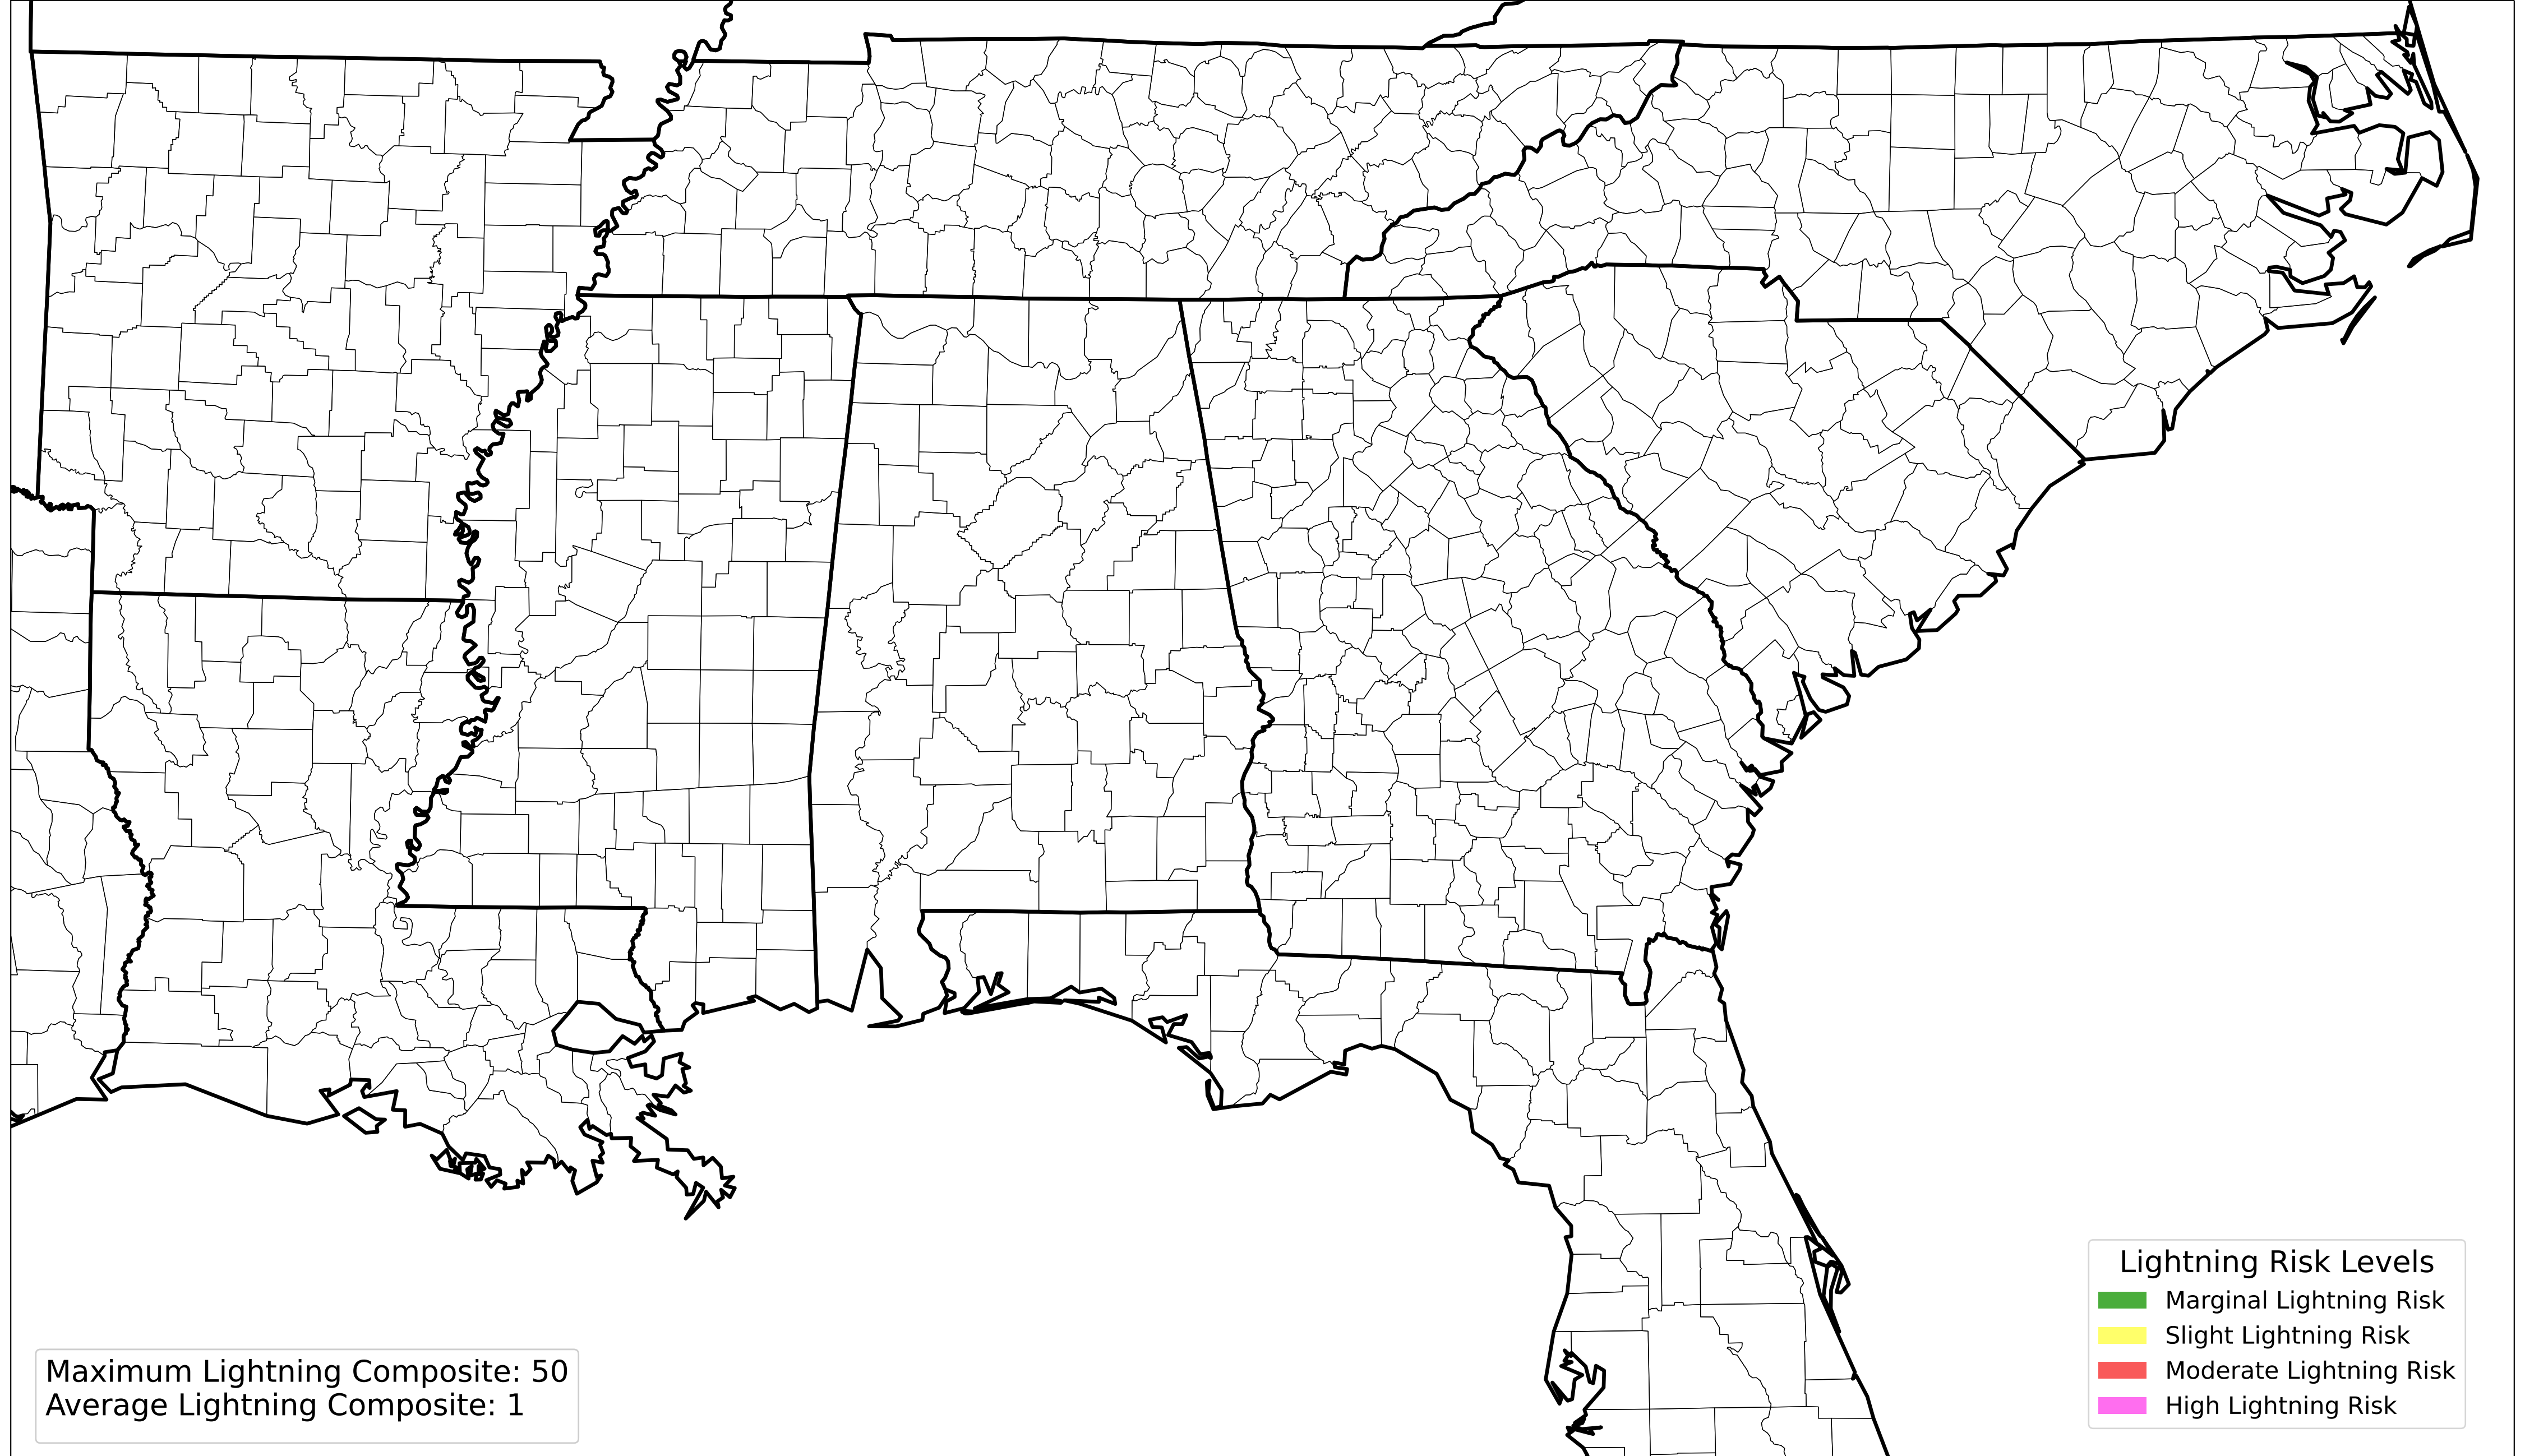 Lightning Risk Levels
Marginal Lightning Risk
Slight Lightning Risk
Moderate Lightning Risk
High Lightning Risk
Maximum Lightning Composite: 50
Average Lightning Composite: 1